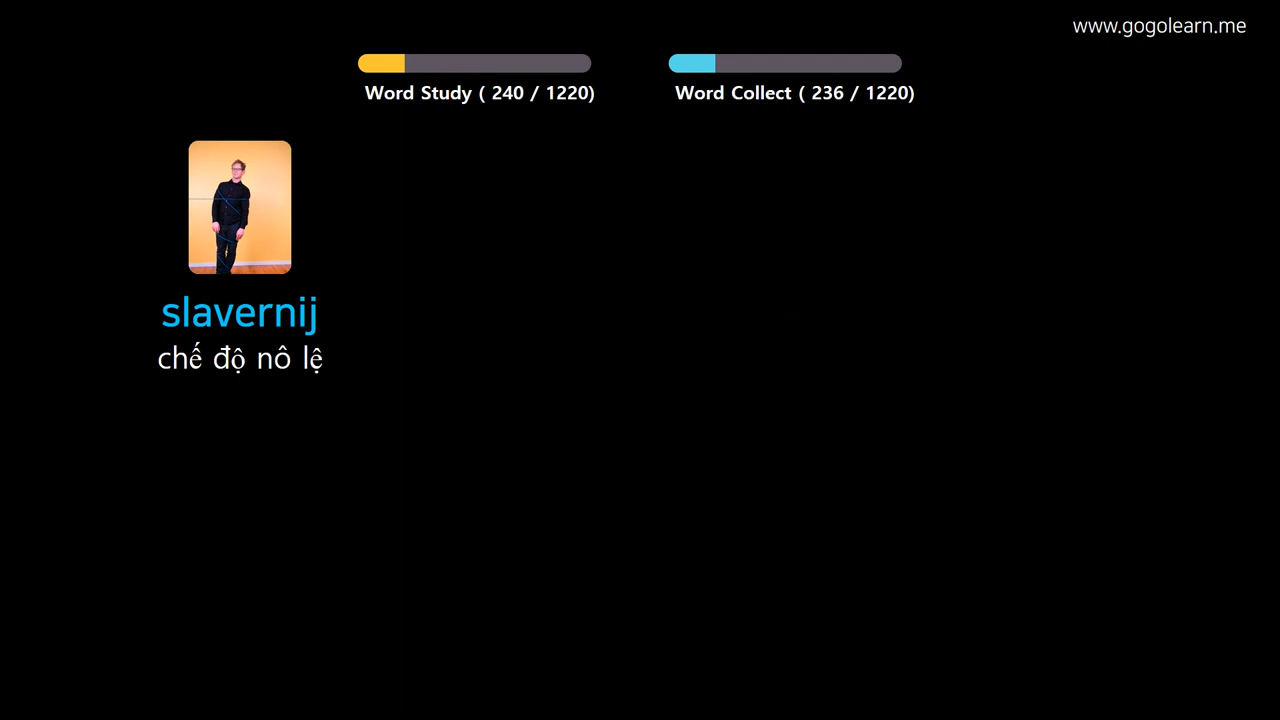 www.gogolearn.me
Word Study ( 240 / 1220)
Word Collect ( 236 / 1220)
slavernij
chế độ nô lệ